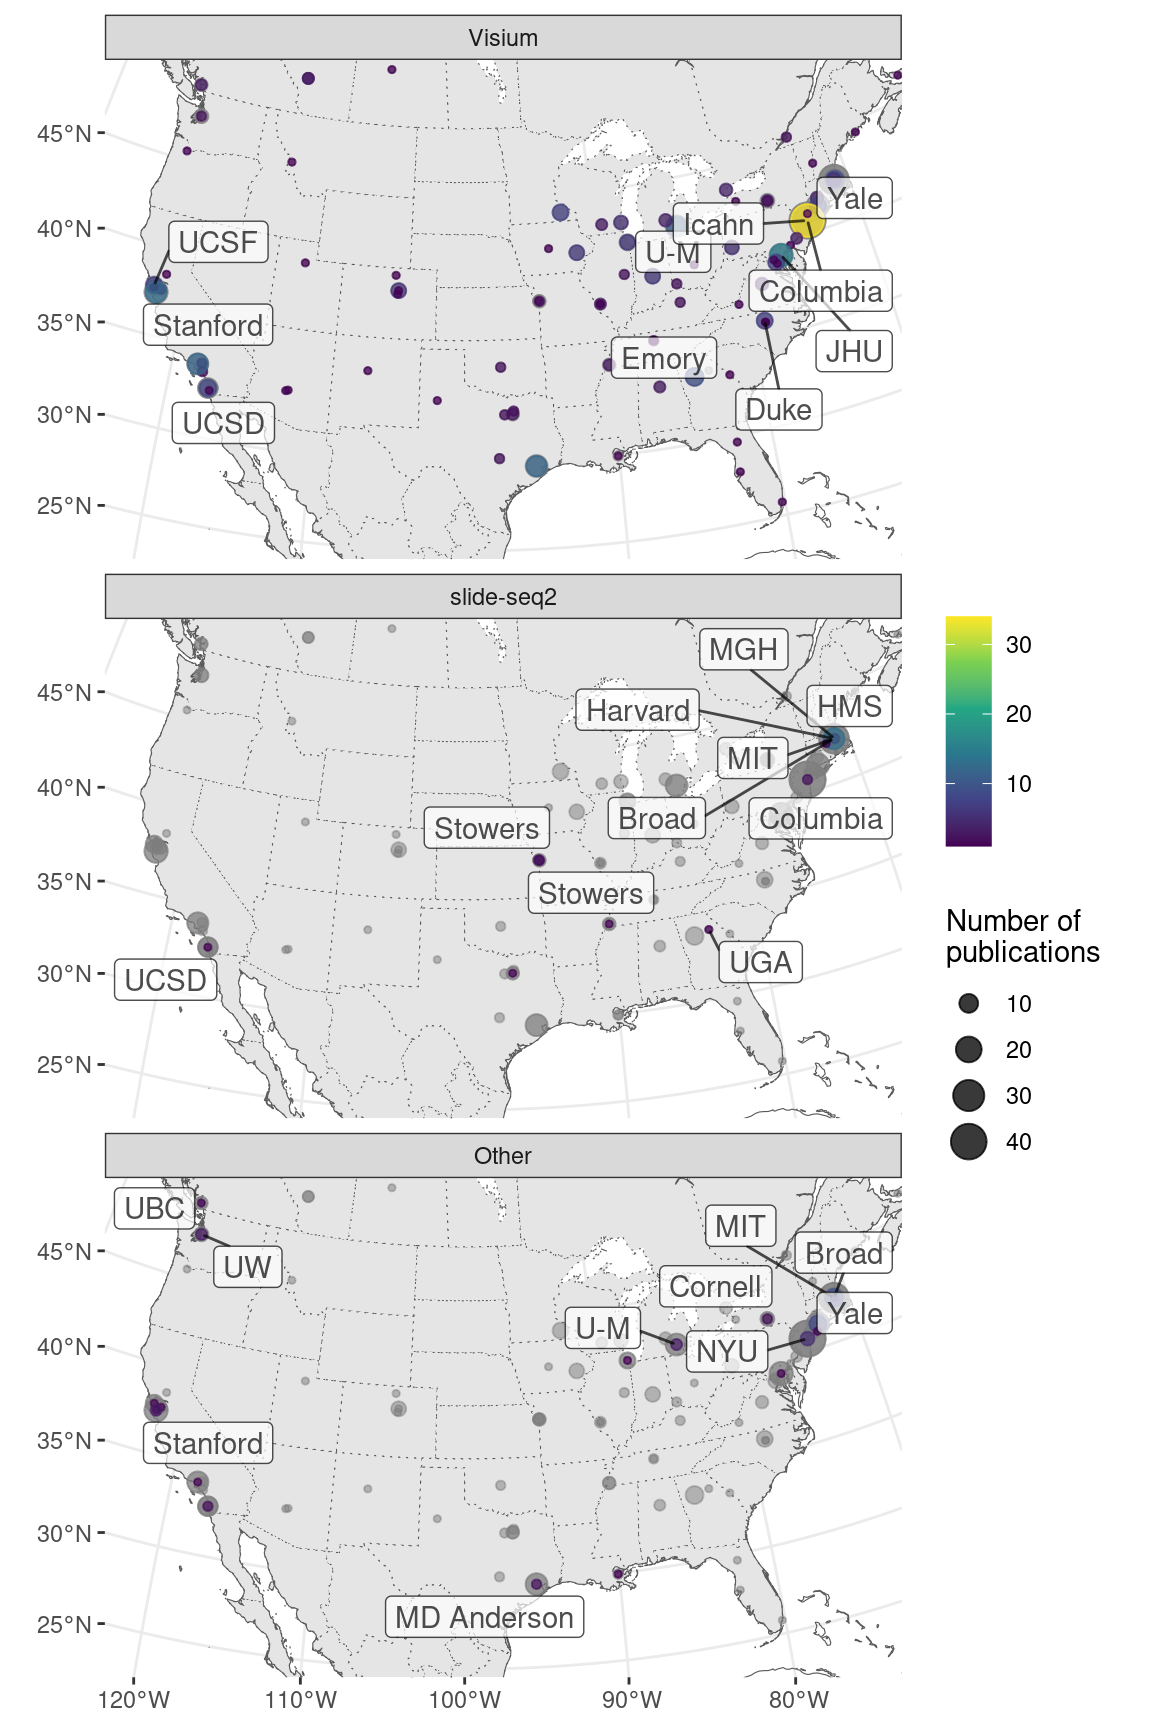 Visium
45°N
40°N
35°N
30°N
25°N
UCSF
Stanford
UCSD
Yale
Icahn
U-M
Columbia
JHU
Emory
Duke
slide-seq2
45°N
40°N
35°N
30°N
25°N
MGH
Harvard
HMS
MIT
Broad
Columbia
Stowers
Stowers
UGA
UCSD
30
20
10
Number of
publications
10
20
30
40
Other
45°N
40°N
35°N
30°N
25°N
UBC
UW
MIT
Broad
Cornell
Yale
U-M
NYU
Stanford
MD Anderson
120°W
110°W
100°W
90°W
80°W